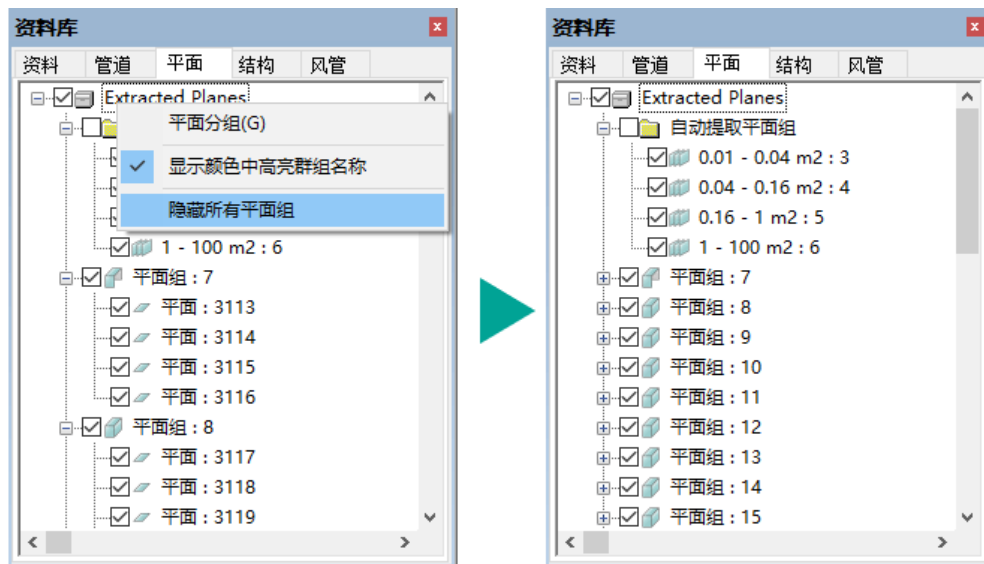 资料库
资料 管道 平面 结构 风管
Extracted Planes
平面分组(G)
显示颜色中高亮群组名称
隐藏所有平面组
1 - 100 m2 : 6
平面组 : 7
平面 : 3113
平面 : 3114
平面 : 3115
平面 : 3116
平面组 : 8
平面 : 3117
平面 : 3118
平面 : 3119
资料库
资料 管道 平面 结构 风管
Extracted Planes
自动提取平面组
0.01 - 0.04 m2 : 3
0.04 - 0.16 m2 : 4
0.16 - 1 m2 : 5
1 - 100 m2 : 6
平面组 : 7
平面组 : 8
平面组 : 9
平面组 : 10
平面组 : 11
平面组 : 12
平面组 : 13
平面组 : 14
平面组 : 15